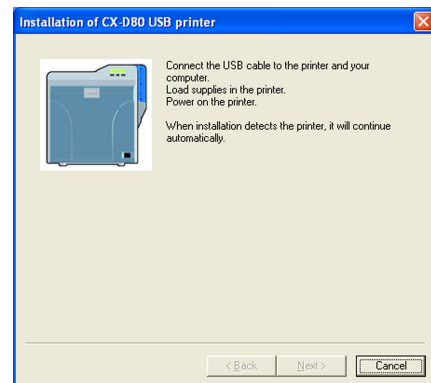 Installation of CX-D80 USB printer
Connect the USB cable to the printer and your
computer.
Load supplies in the printer.
Power on the printer.
When installation detects the printer, it will continue
automatically.
< Back
Next >
Cancel